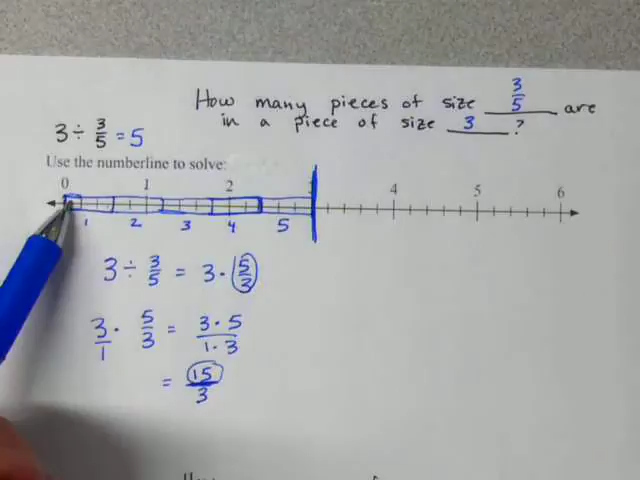 How many pieces of size 3/5 are
in a piece of size 3 ?
3 ÷ 3/5 = 5
Use the numberline to solve:
0 1 2 4 5 6
1 2 3 4 5
3 ÷ 3/5 = 3 · 5/3
3/1 · 5/3 = 3 · 5 / 1 · 3
= 15/3